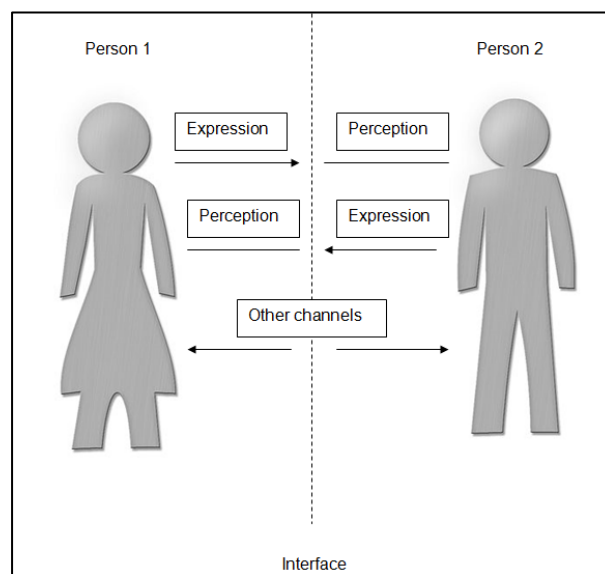 Person 1
Person 2
Expression
Perception
Perception
Expression
Other channels
Interface